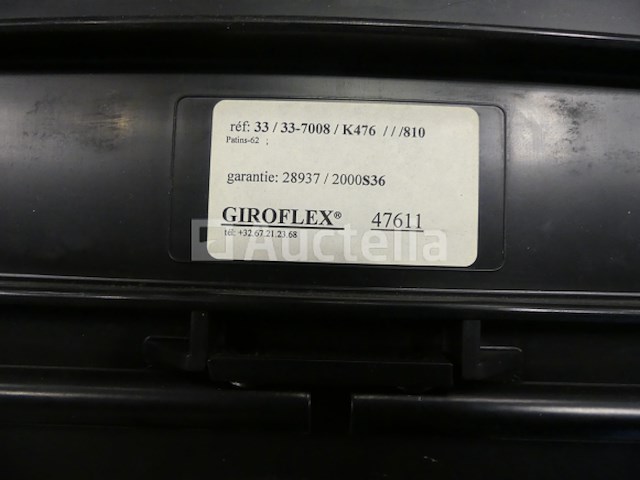 réf: 33 / 33-7008 / K476 / / /810
Patins-62 ;
garantie: 28937 / 2000S36
GIROFLEX® 47611
tél: +32.67.21.23.68
Auctelia